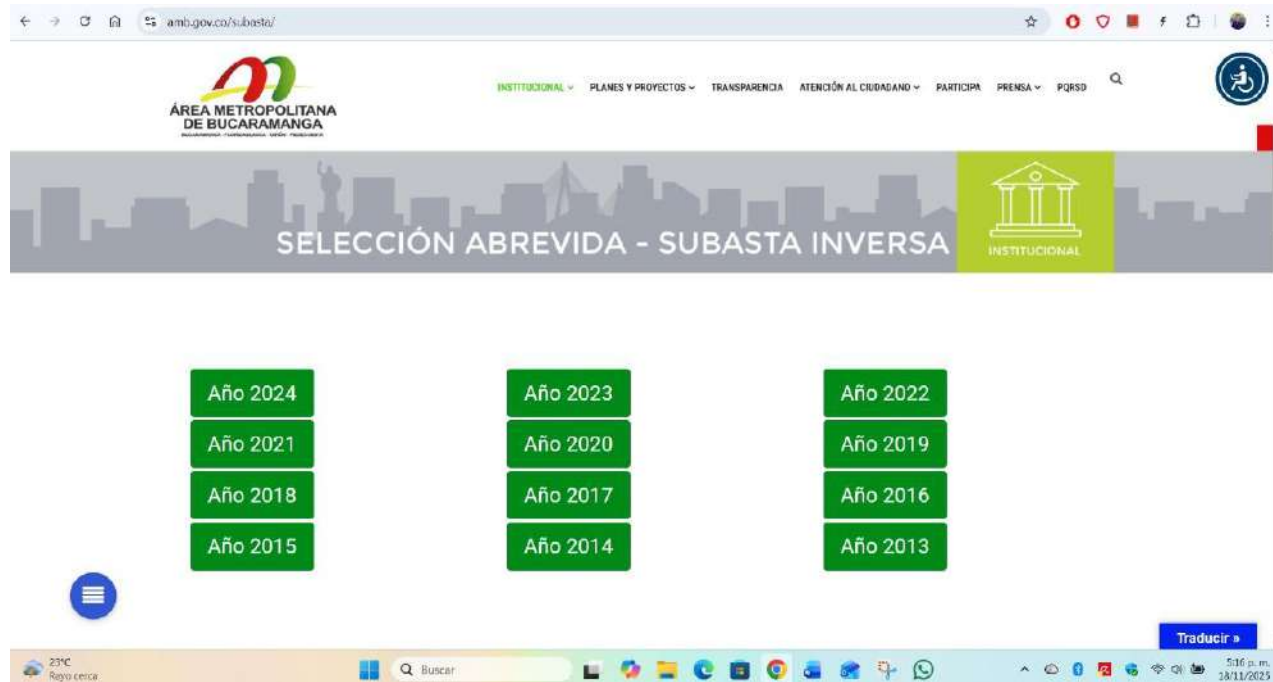 amb.gov.co/subasta/
ÁREA METROPOLITANA
DE BUCARAMANGA
INSTITUCIONAL PLANES Y PROYECTOS TRANSPARENCIA ATENCIÓN AL CIUDADANO PARTICIPA PRENSA PQRSD
SELECCIÓN ABREVIDA - SUBASTA INVERSA
INSTITUCIONAL
Año 2024 Año 2023 Año 2022
Año 2021 Año 2020 Año 2019
Año 2018 Año 2017 Año 2016
Año 2015 Año 2014 Año 2013
Traducir »
23°C
Rayo cerca
Buscar
5:16 p. m.
18/11/2025